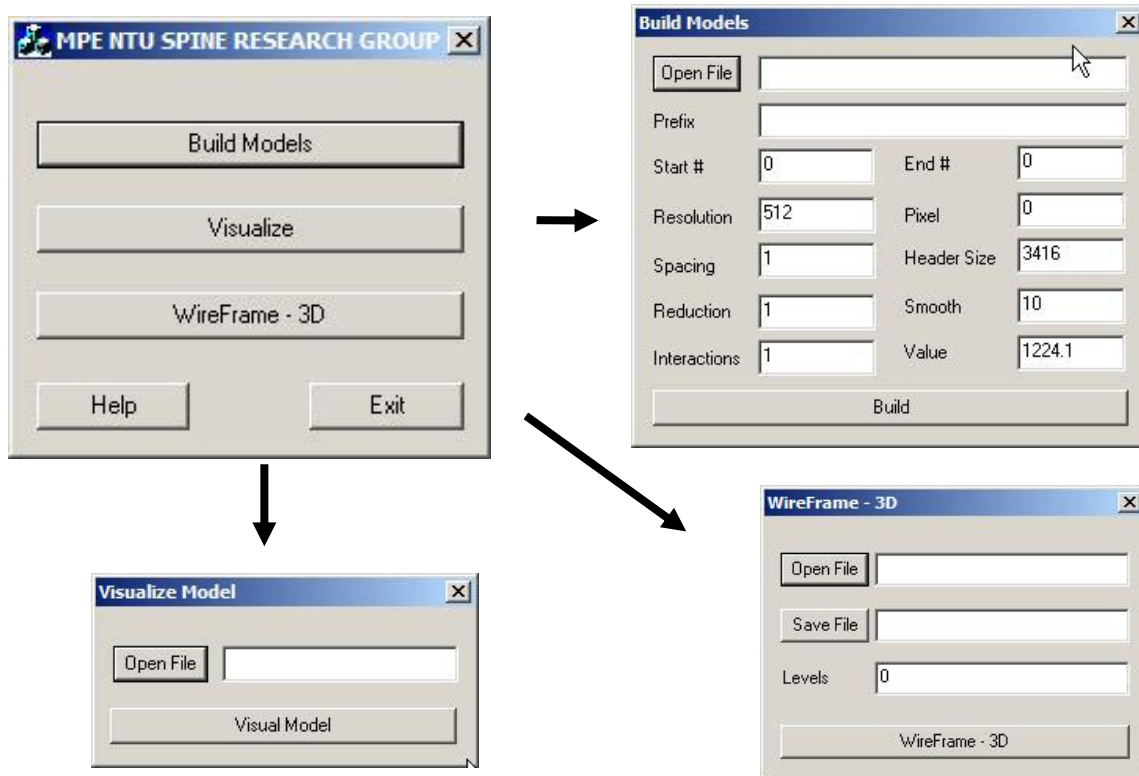 MPE NTU SPINE RESEARCH GROUP
Build Models
Visualize
WireFrame - 3D
Help Exit
Build Models
Open File
Prefix
Start # 0 End # 0
Resolution 512 Pixel 0
Spacing 1 Header Size 3416
Reduction 1 Smooth 10
Interactions 1 Value 1224.1
Build
Visualize Model
Open File
Visual Model
WireFrame - 3D
Open File
Save File
Levels 0
WireFrame - 3D